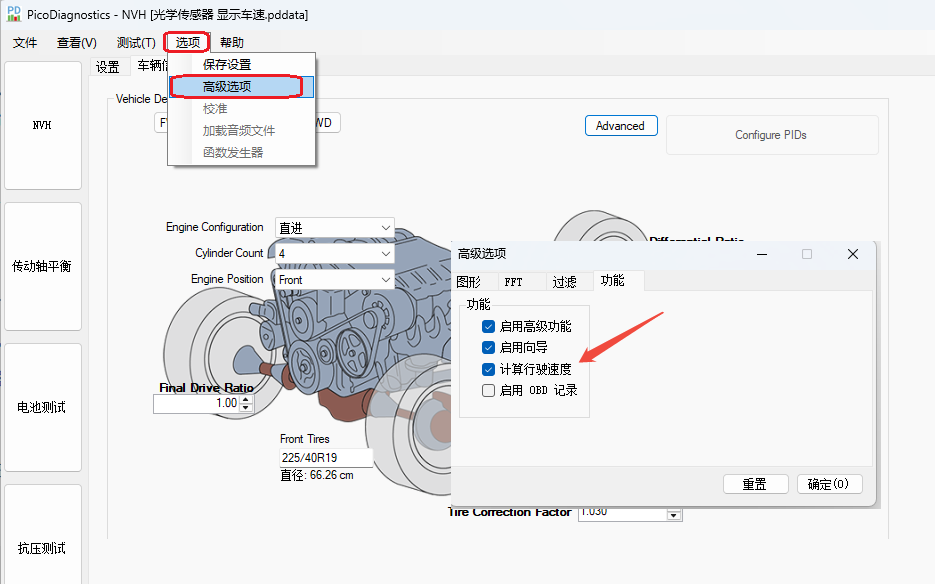 PicoDiagnostics - NVH [光学传感器 显示车速.pddata]
文件 查看(V) 测试(T) 选项 帮助
保存设置
高级选项
校准
加载音频文件
函数发生器
设置 车辆信
NVH
传动轴平衡
电池测试
抗压测试
Vehicle De
F
WD
Advanced
Configure PIDs
Engine Configuration 直进
Cylinder Count 4
Engine Position Front
Differential Ratio
Final Drive Ratio
1.00
Front Tires
225/40R19
直径: 66.26 cm
Tire Correction Factor 1.030
高级选项
图形 FFT 过滤 功能
功能
启用高级功能
启用向导
计算行驶速度
启用 OBD 记录
重置 确定(O)